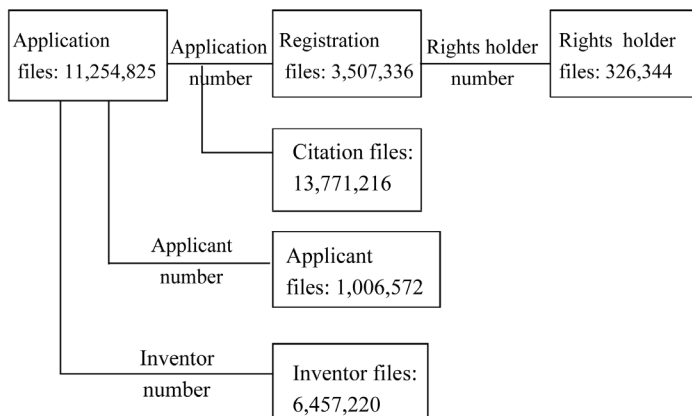 Application
files: 11,254,825
Application
number
Registration
files: 3,507,336
Rights holder
number
Rights holder
files: 326,344
Citation files:
13,771,216
Applicant
number
Applicant
files: 1,006,572
Inventor
number
Inventor files:
6,457,220